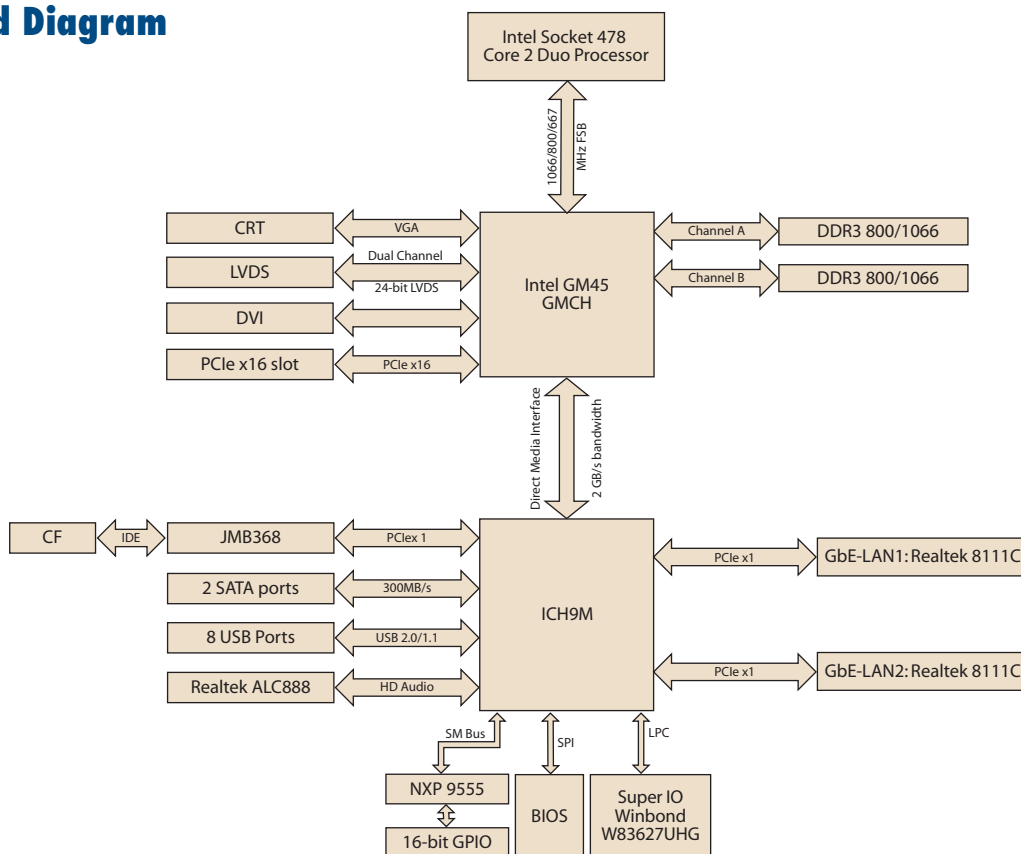 d Diagram
Intel Socket 478
Core 2 Duo Processor
1066/800/667
MHz FSB
CRT
VGA
LVDS
Dual Channel
24-bit LVDS
DVI
PCIe x16 slot
PCIe x16
Intel GM45
GMCH
Channel A
DDR3 800/1066
Channel B
DDR3 800/1066
Direct Media Interface
2 GB/s bandwidth
CF
IDE
JMB368
PCIex 1
2 SATA ports
300MB/s
8 USB Ports
USB 2.0/1.1
Realtek ALC888
HD Audio
ICH9M
PCIe x1
GbE-LAN1: Realtek 8111C
PCIe x1
GbE-LAN2: Realtek 8111C
SM Bus
SPI
LPC
NXP 9555
16-bit GPIO
BIOS
Super IO
Winbond
W83627UHG